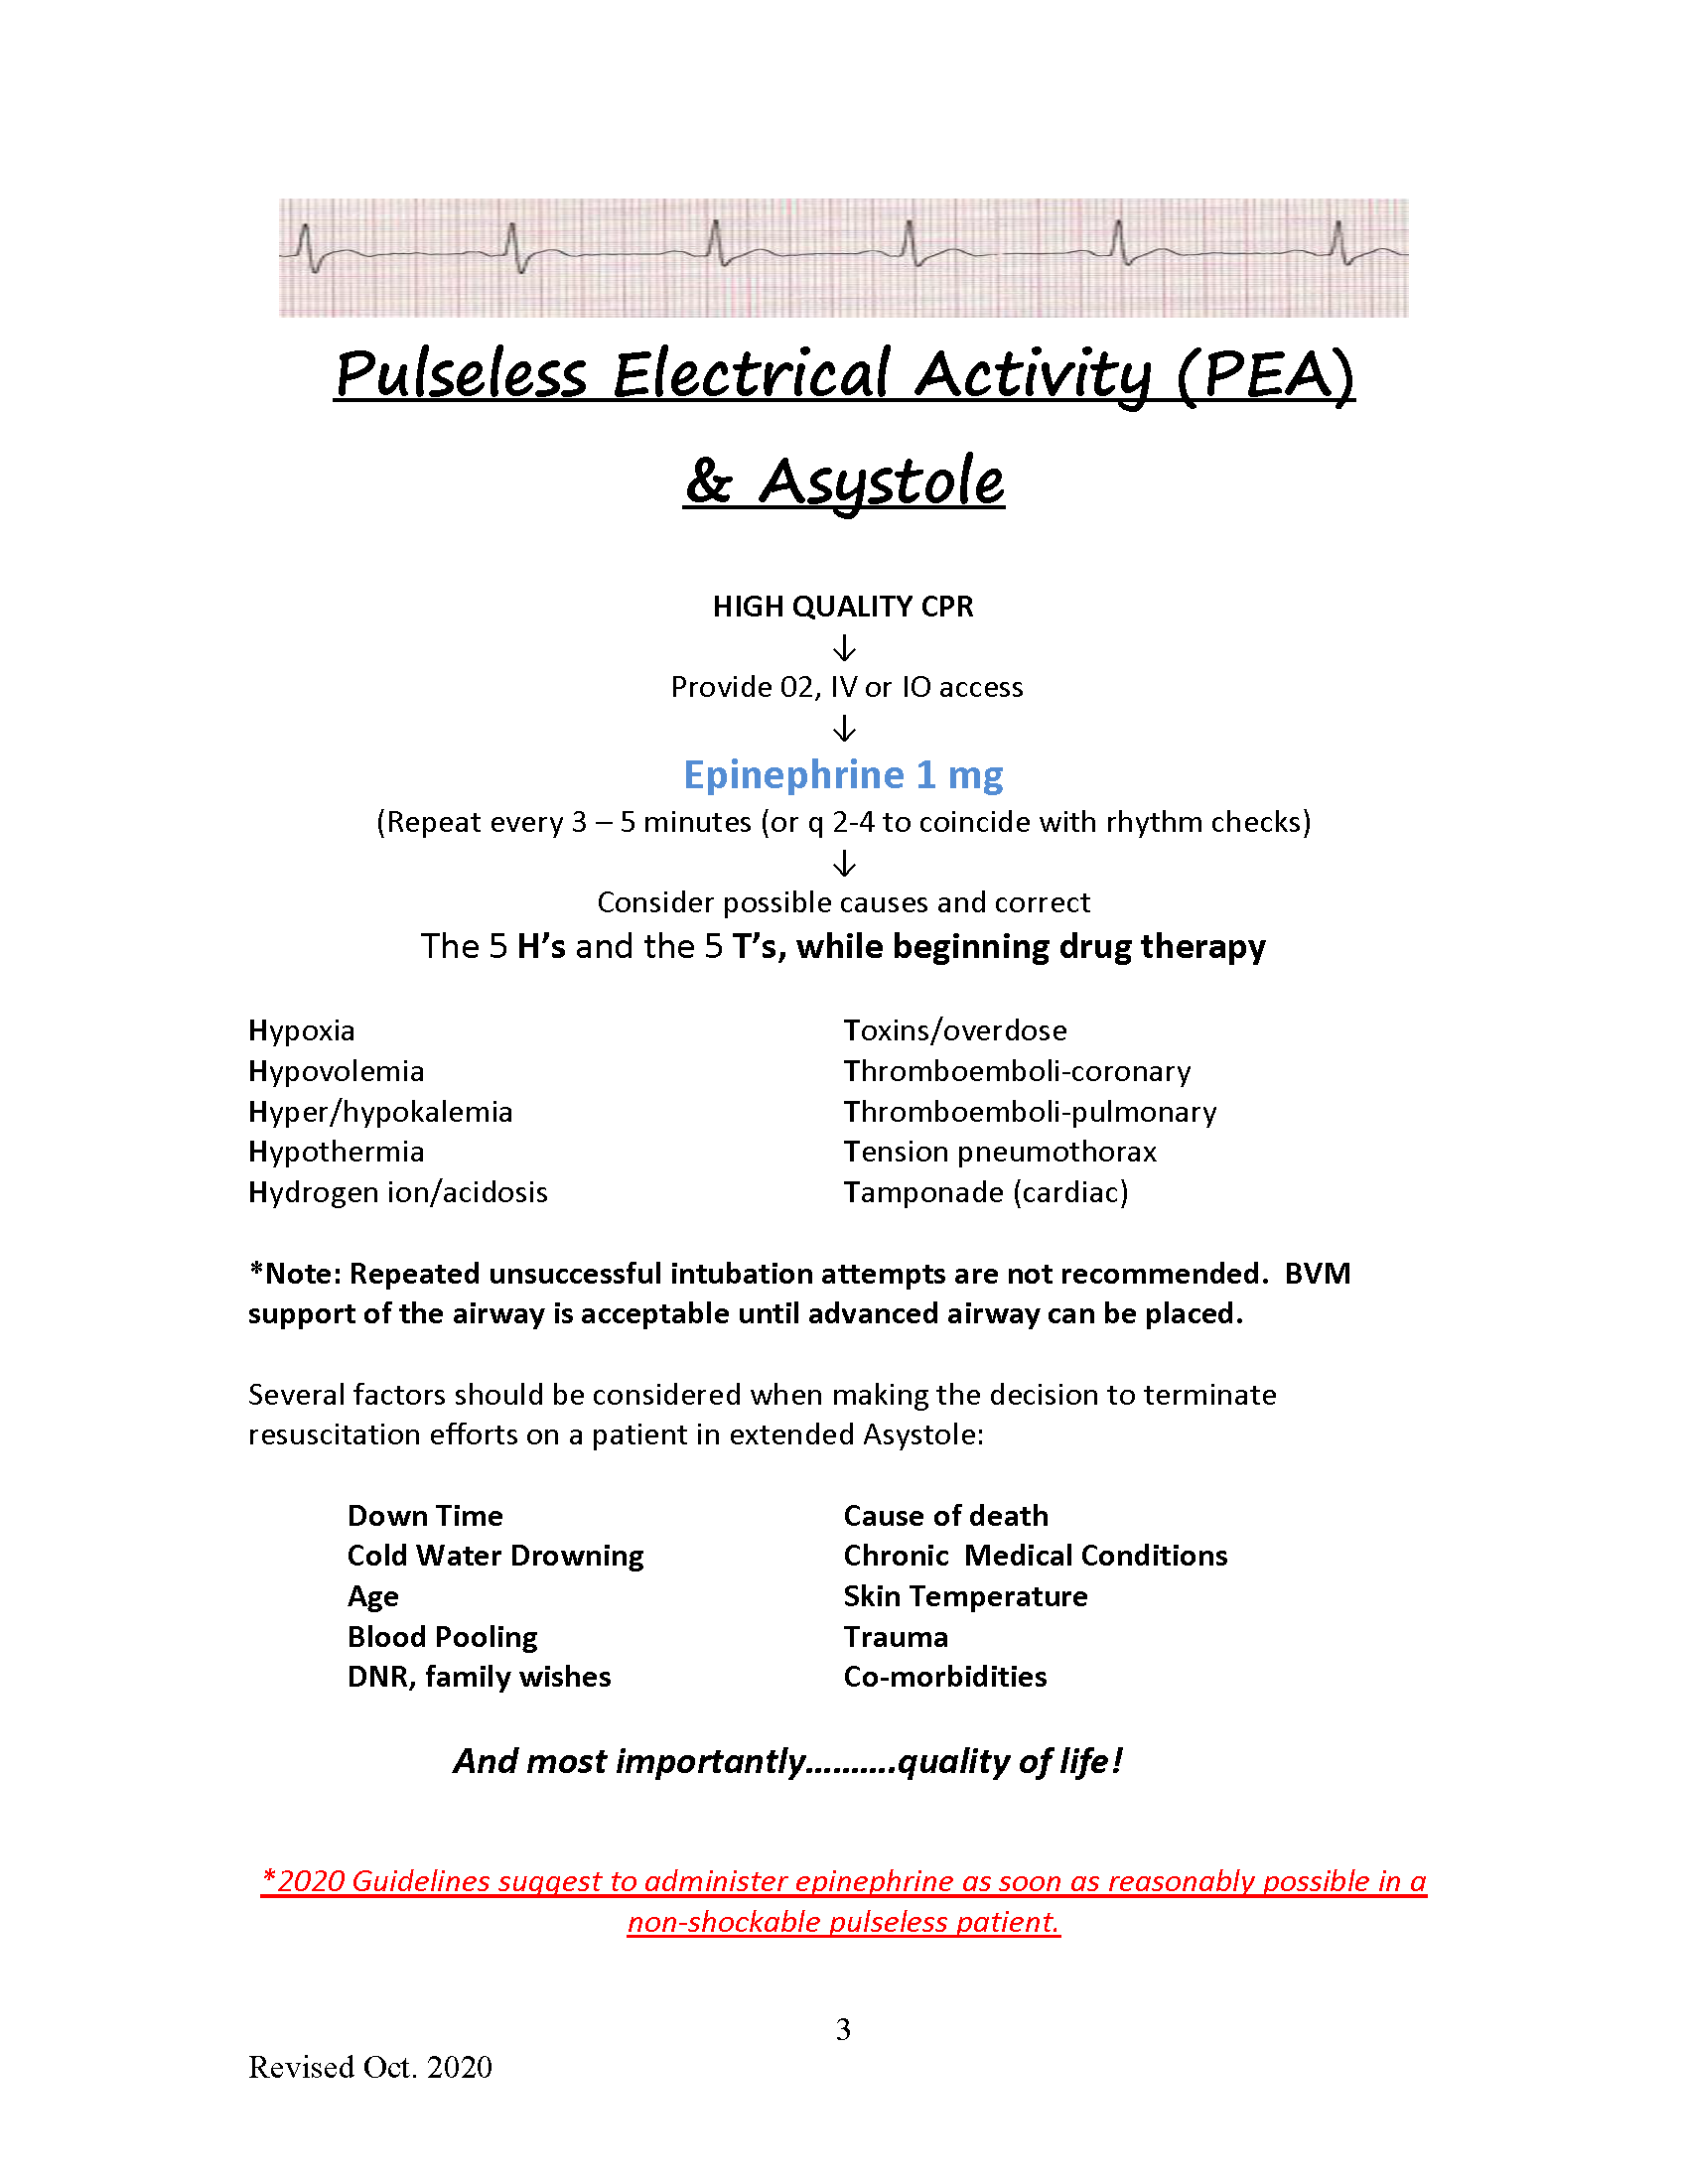 Pulseless Electrical Activity (PEA)
& Asystole
HIGH QUALITY CPR
↓
Provide 02, IV or IO access
↓
Epinephrine 1 mg
(Repeat every 3 – 5 minutes (or q 2-4 to coincide with rhythm checks)
↓
Consider possible causes and correct
The 5 H's and the 5 T's, while beginning drug therapy
Hypoxia Toxins/overdose
Hypovolemia Thromboemboli-coronary
Hyper/hypokalemia Thromboemboli-pulmonary
Hypothermia Tension pneumothorax
Hydrogen ion/acidosis Tamponade (cardiac)
*Note: Repeated unsuccessful intubation attempts are not recommended.  BVM
support of the airway is acceptable until advanced airway can be placed.
Several factors should be considered when making the decision to terminate
resuscitation efforts on a patient in extended Asystole:
Down Time Cause of death
Cold Water Drowning Chronic  Medical Conditions
Age Skin Temperature
Blood Pooling Trauma
DNR, family wishes Co-morbidities
And most importantly..........quality of life!
*2020 Guidelines suggest to administer epinephrine as soon as reasonably possible in a
non-shockable pulseless patient.
3
Revised Oct. 2020